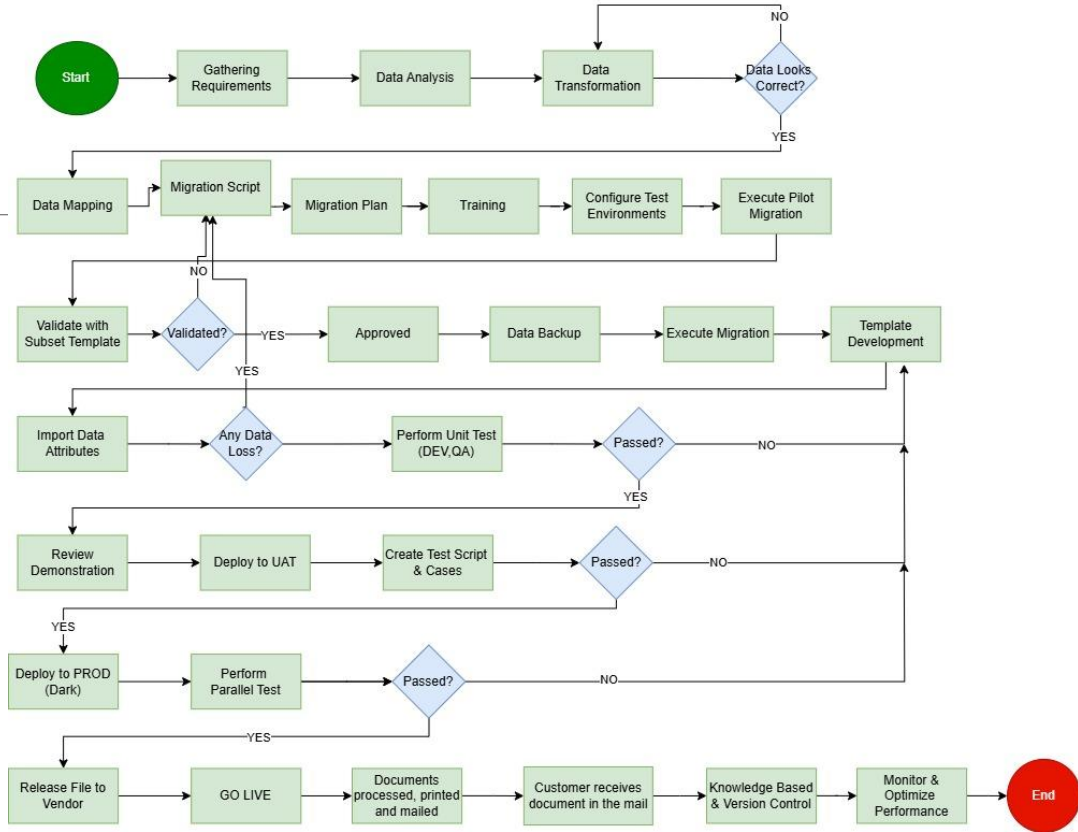 NO
Start
Gathering
Requirements
Data Analysis
Data
Transformation
Data Looks
Correct?
YES
Data Mapping
Migration Script
Migration Plan
Training
Configure Test
Environments
Execute Pilot
Migration
NO
Validate with
Subset Template
Validated?
YES
Approved
Data Backup
Execute Migration
Template
Development
YES
Import Data
Attributes
Any Data
Loss?
Perform Unit Test
(DEV,QA)
Passed?
NO
YES
Review
Demonstration
Deploy to UAT
Create Test Script
& Cases
Passed?
NO
YES
Deploy to PROD
(Dark)
Perform
Parallel Test
Passed?
NO
YES
Release File to
Vendor
GO LIVE
Documents
processed, printed
and mailed
Customer receives
document in the mail
Knowledge Based
& Version Control
Monitor &
Optimize
Performance
End